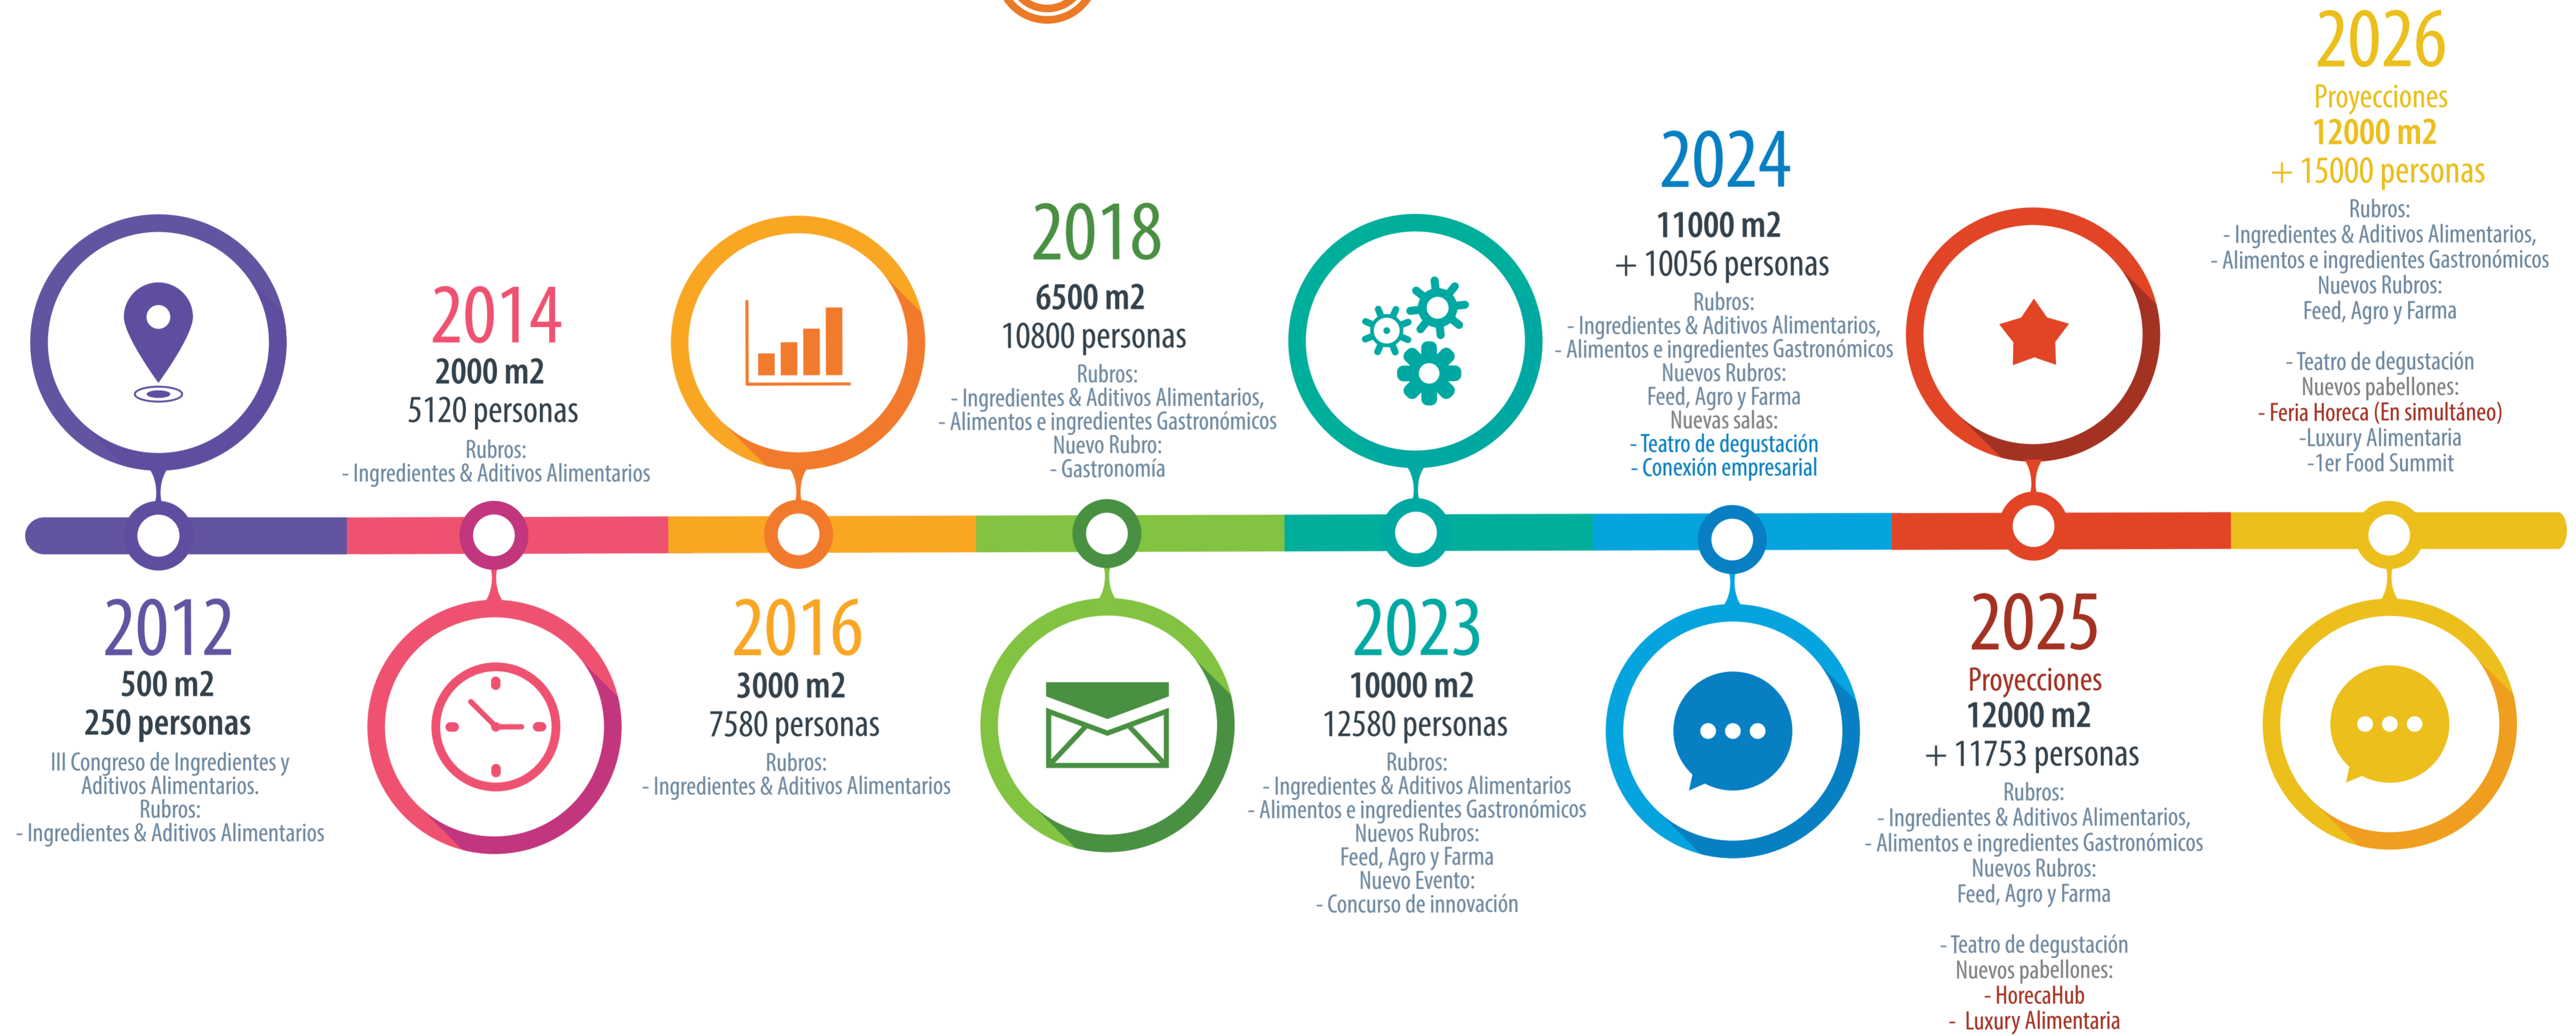 2012
500 m2
250 personas
III Congreso de Ingredientes y
Aditivos Alimentarios.
Rubros:
- Ingredientes & Aditivos Alimentarios
2014
2000 m2
5120 personas
Rubros:
- Ingredientes & Aditivos Alimentarios
2016
3000 m2
7580 personas
Rubros:
- Ingredientes & Aditivos Alimentarios
2018
6500 m2
10800 personas
Rubros:
- Ingredientes & Aditivos Alimentarios,
- Alimentos e ingredientes Gastronómicos
Nuevo Rubro:
- Gastronomía
2023
10000 m2
12580 personas
Rubros:
- Ingredientes & Aditivos Alimentarios
- Alimentos e ingredientes Gastronómicos
Nuevos Rubros:
Feed, Agro y Farma
Nuevo Evento:
- Concurso de innovación
2024
11000 m2
+ 10056 personas
Rubros:
- Ingredientes & Aditivos Alimentarios,
- Alimentos e ingredientes Gastronómicos
Nuevos Rubros:
Feed, Agro y Farma
Nuevas salas:
- Teatro de degustación
- Conexión empresarial
2025
Proyecciones
12000 m2
+ 11753 personas
Rubros:
- Ingredientes & Aditivos Alimentarios,
- Alimentos e ingredientes Gastronómicos
Nuevos Rubros:
Feed, Agro y Farma
- Teatro de degustación
Nuevos pabellones:
- HorecaHub
- Luxury Alimentaria
2026
Proyecciones
12000 m2
+ 15000 personas
Rubros:
- Ingredientes & Aditivos Alimentarios,
- Alimentos e ingredientes Gastronómicos
Nuevos Rubros:
Feed, Agro y Farma
- Teatro de degustación
Nuevos pabellones:
- Feria Horeca (En simultáneo)
-Luxury Alimentaria
-1er Food Summit